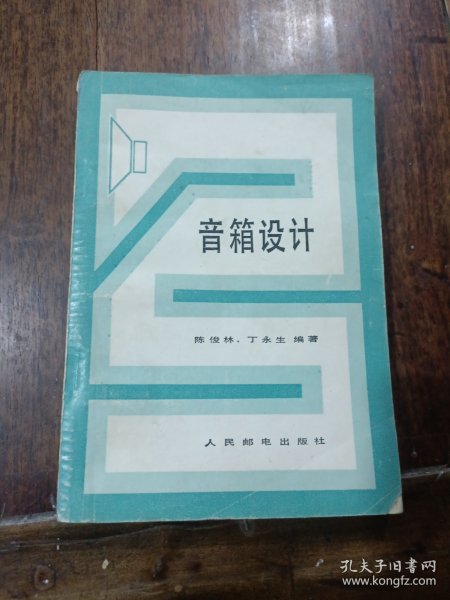 音箱设计
陈俊林、丁永生 编著
人民邮电出版社
孔夫子旧书网
www.kongfz.com